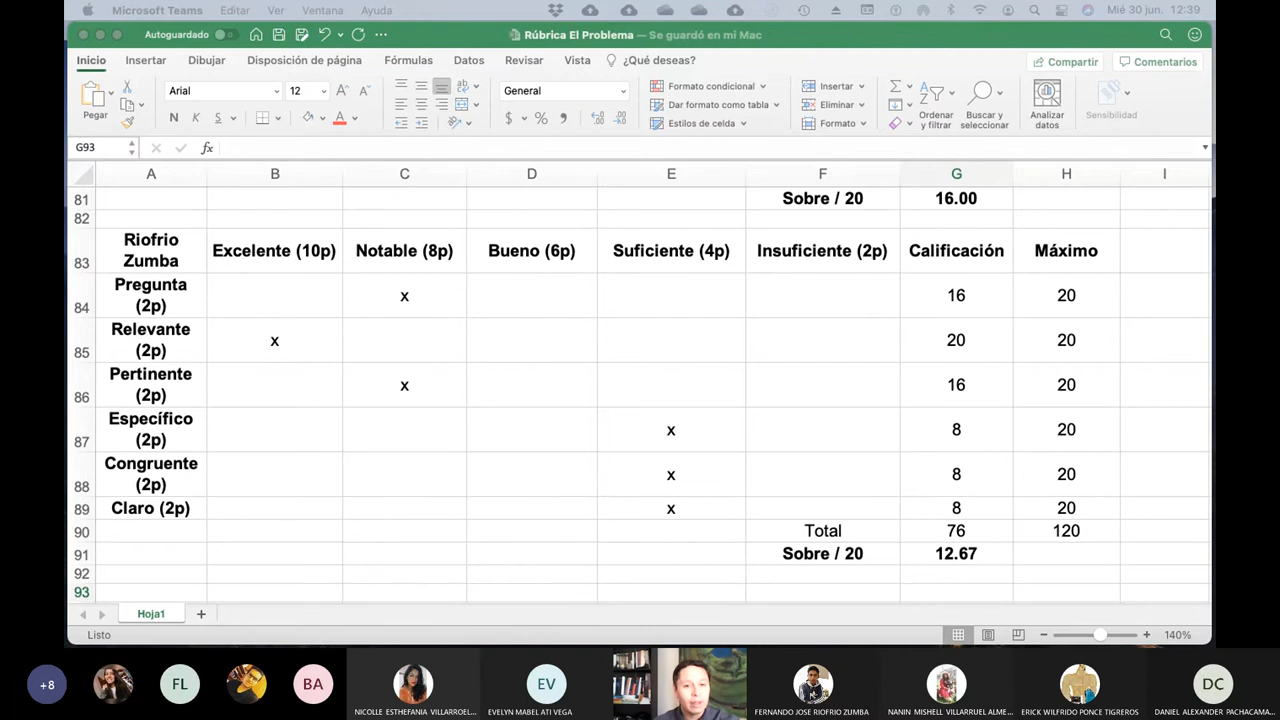 Microsoft Teams Editar Ver Ventana Ayuda Mié 30 jun. 12:39
Autoguardado Rúbrica El Problema — Se guardó en mi Mac
Inicio Insertar Dibujar Disposición de página Fórmulas Datos Revisar Vista ¿Qué deseas? Compartir Comentarios
Pegar
Arial 12
N K S
General
$ % 9
Formato condicional
Dar formato como tabla
Estilos de celda
Insertar
Eliminar
Formato
Ordenar y filtrar
Buscar y seleccionar
Analizar datos
Sensibilidad
G93 fx
A B C D E F G H I
81 Sobre / 20 16.00
82
83 Riofrio Zumba Excelente (10p) Notable (8p) Bueno (6p) Suficiente (4p) Insuficiente (2p) Calificación Máximo
84 Pregunta (2p) x 16 20
85 Relevante (2p) x 20 20
86 Pertinente (2p) x 16 20
87 Específico (2p) x 8 20
88 Congruente (2p) x 8 20
89 Claro (2p) x 8 20
90 Total 76 120
91 Sobre / 20 12.67
92
93
Hoja1 +
Listo 140%
+8 FL BA EV DC
NICOLLE ESTHEFANIA VILLARROEL... EVELYN MABEL ATI VEGA FERNANDO JOSE RIOFRIO ZUMBA NANIN MISHELL VILLARRUEL ALME... ERICK WILFRIDO PONCE TIGREROS DANIEL ALEXANDER PACHACAMA...